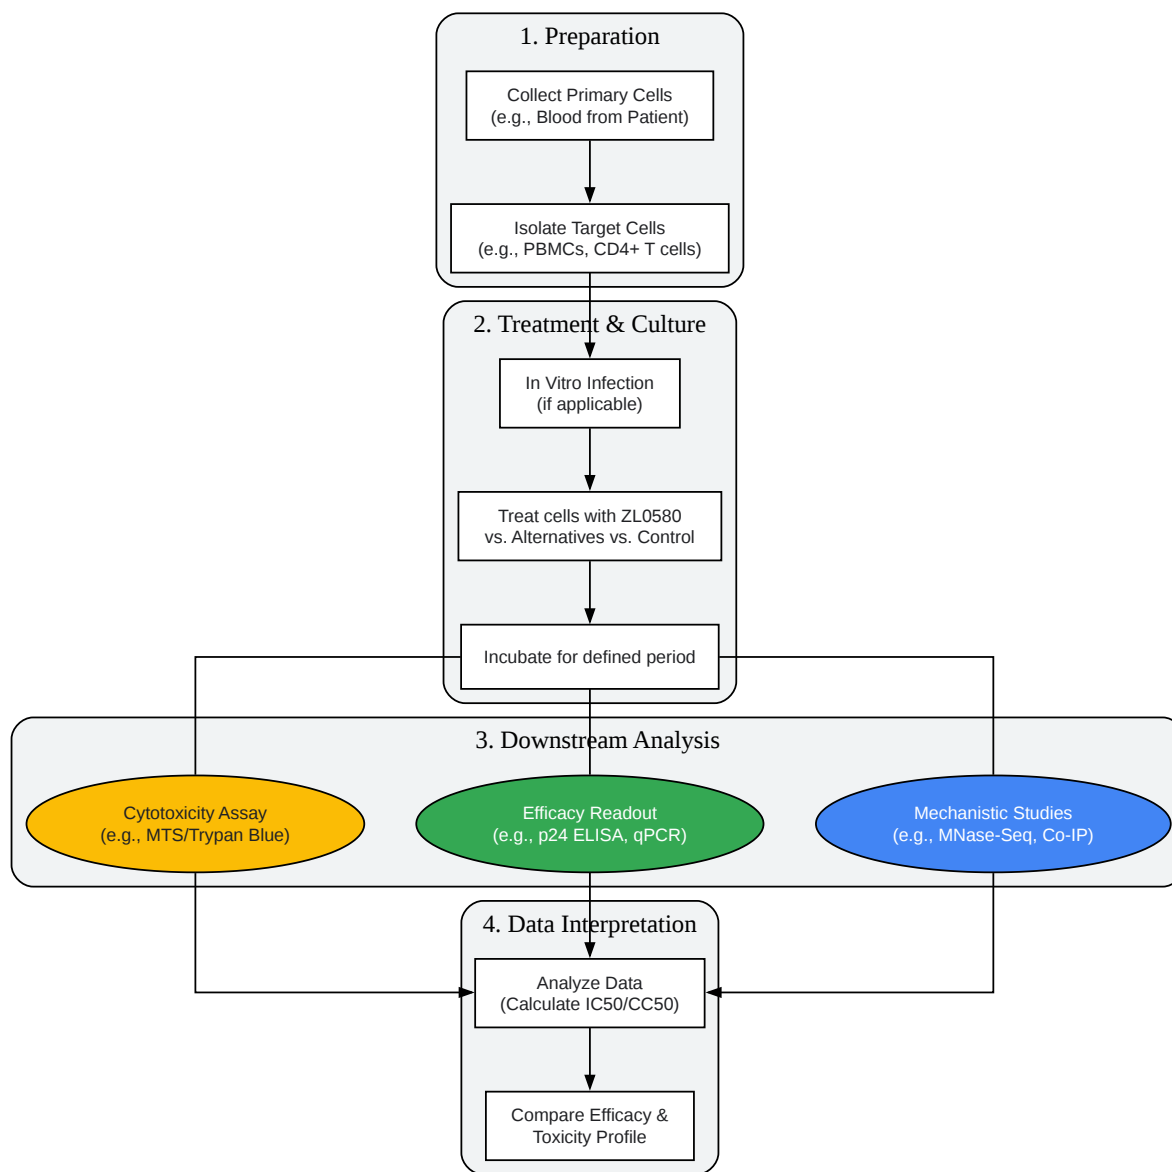 1. Preparation
Collect Primary Cells
(e.g., Blood from Patient)
Isolate Target Cells
(e.g., PBMCs, CD4+ T cells)
2. Treatment & Culture
In Vitro Infection
(if applicable)
Treat cells with ZL0580
vs. Alternatives vs. Control
Incubate for defined period
3. Downstream Analysis
Cytotoxicity Assay
(e.g., MTS/Trypan Blue)
Efficacy Readout
(e.g., p24 ELISA, qPCR)
Mechanistic Studies
(e.g., MNase-Seq, Co-IP)
4. Data Interpretation
Analyze Data
(Calculate IC50/CC50)
Compare Efficacy &
Toxicity Profile